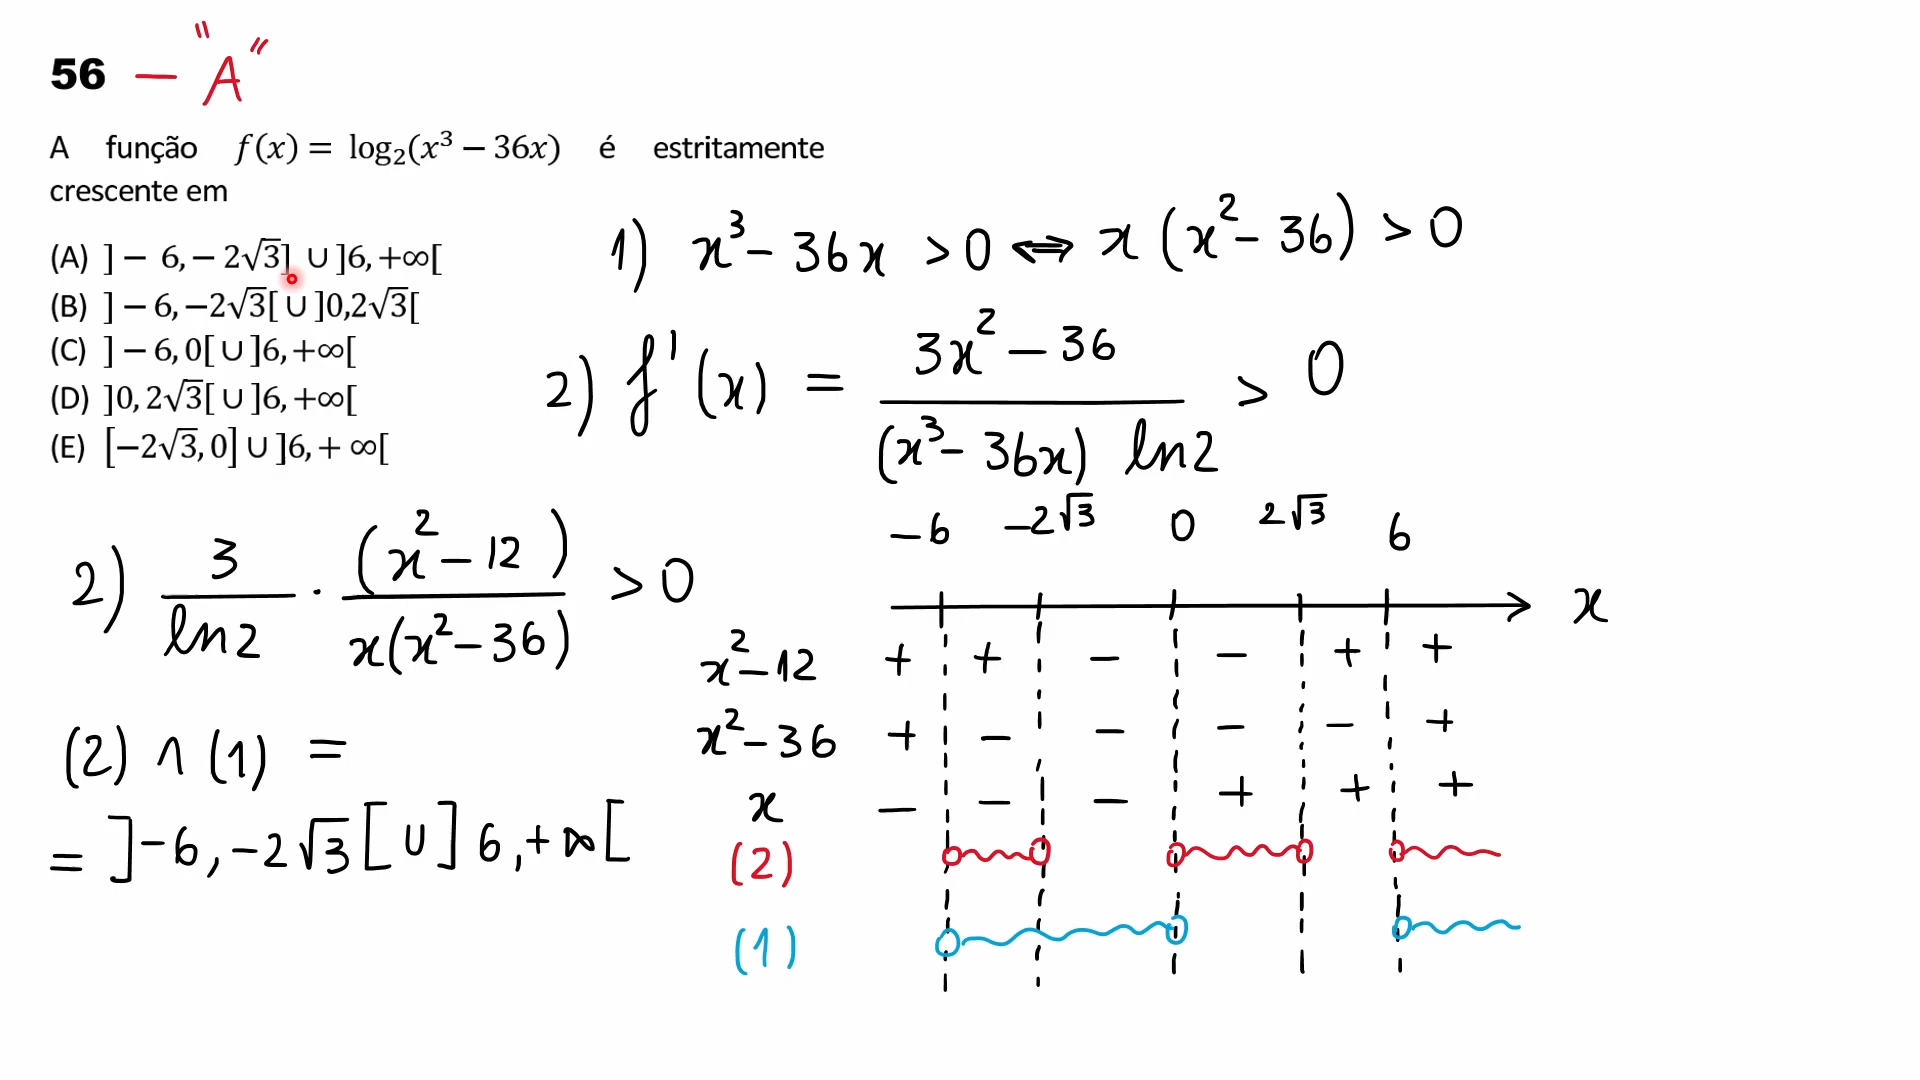 56 — "A"
A função f(x) = log₂(x³ − 36x) é estritamente
crescente em
(A) ]− 6,− 2√3] ∪ ]6,+∞[
(B) ]− 6,−2√3[ ∪ ]0,2√3[
(C) ]− 6,0[ ∪ ]6,+∞[
(D) ]0, 2√3[ ∪ ]6,+∞[
(E) [−2√3, 0] ∪ ]6,+ ∞[
1) x³ − 36x > 0 ⟺ x (x² − 36) > 0
2) f'(x) = (3x² − 36) / ((x³ − 36x) ln2) > 0
2) 3/ln2 · (x² − 12) / (x(x² − 36)) > 0
(2) ∩ (1) =
= ]−6, −2√3[ ∪ ]6, +∞[
−6 −2√3 0 2√3 6
x
x² − 12 + + − − + +
x² − 36 + − − − − +
x − − − + + +
(2)
(1)